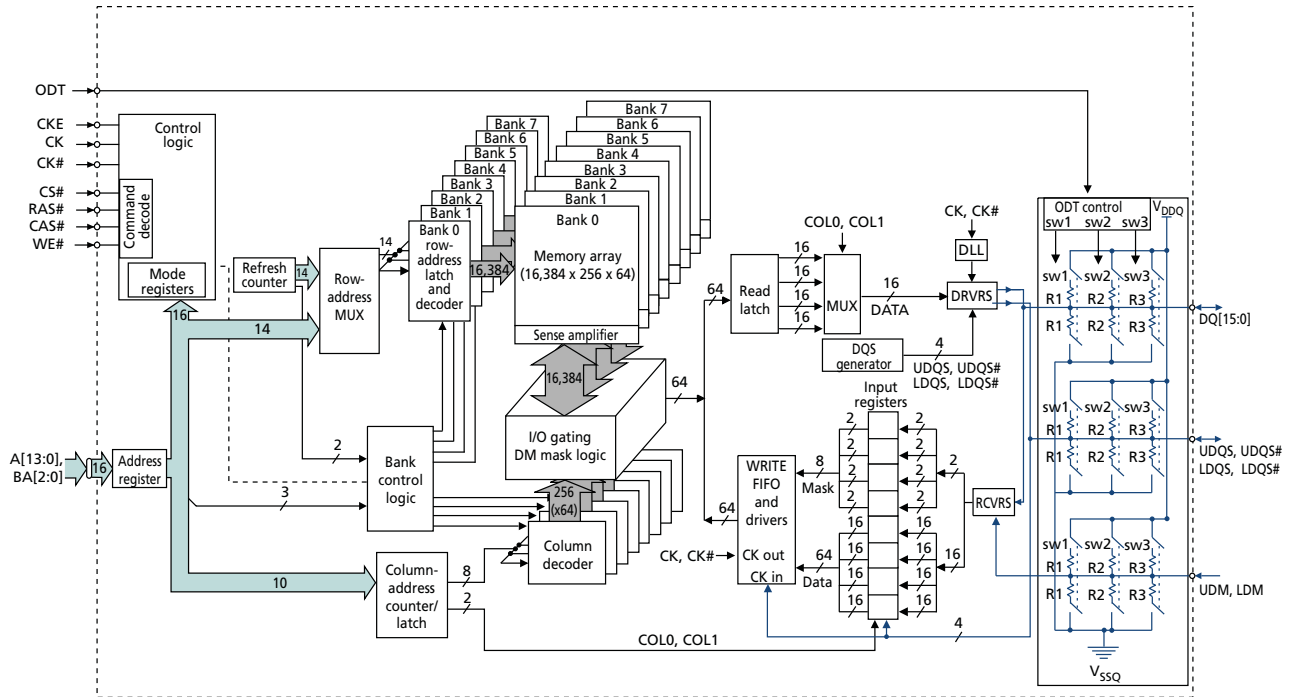 ODT
CKE
CK
CK#
CS#
RAS#
CAS#
WE#
Control
logic
Command
decode
Mode
registers
Refresh
counter
14
Row-
address
MUX
14
16
14
Bank 7
Bank 6
Bank 5
Bank 4
Bank 3
Bank 2
Bank 1
Bank 0
row-
address
latch
and
decoder
16,384
Bank 7
Bank 6
Bank 5
Bank 4
Bank 3
Bank 2
Bank 1
Bank 0
Memory array
(16,384 x 256 x 64)
Sense amplifier
16,384
I/O gating
DM mask logic
256
(x64)
Column
decoder
A[13:0],
BA[2:0]
16
Address
register
2
3
Bank
control
logic
10
Column-
address
counter/
latch
8
2
COL0, COL1
64
64
64
Read
latch
16
16
16
16
COL0, COL1
MUX
16
DATA
CK, CK#
DLL
DRVRS
DQS
generator
4
UDQS, UDQS#
LDQS, LDQS#
Input
registers
2
2
2
2
16
16
16
16
2
2
2
2
16
16
16
16
2
16
RCVRS
WRITE
FIFO
and
drivers
CK out
CK in
8
Mask
64
Data
CK, CK#
4
ODT control
sw1 sw2 sw3
VDDQ
sw1 sw2 sw3
R1 R2 R3
R1 R2 R3
DQ[15:0]
sw1 sw2 sw3
R1 R2 R3
R1 R2 R3
UDQS, UDQS#
LDQS, LDQS#
sw1 sw2 sw3
R1 R2 R3
R1 R2 R3
UDM, LDM
VSSQ